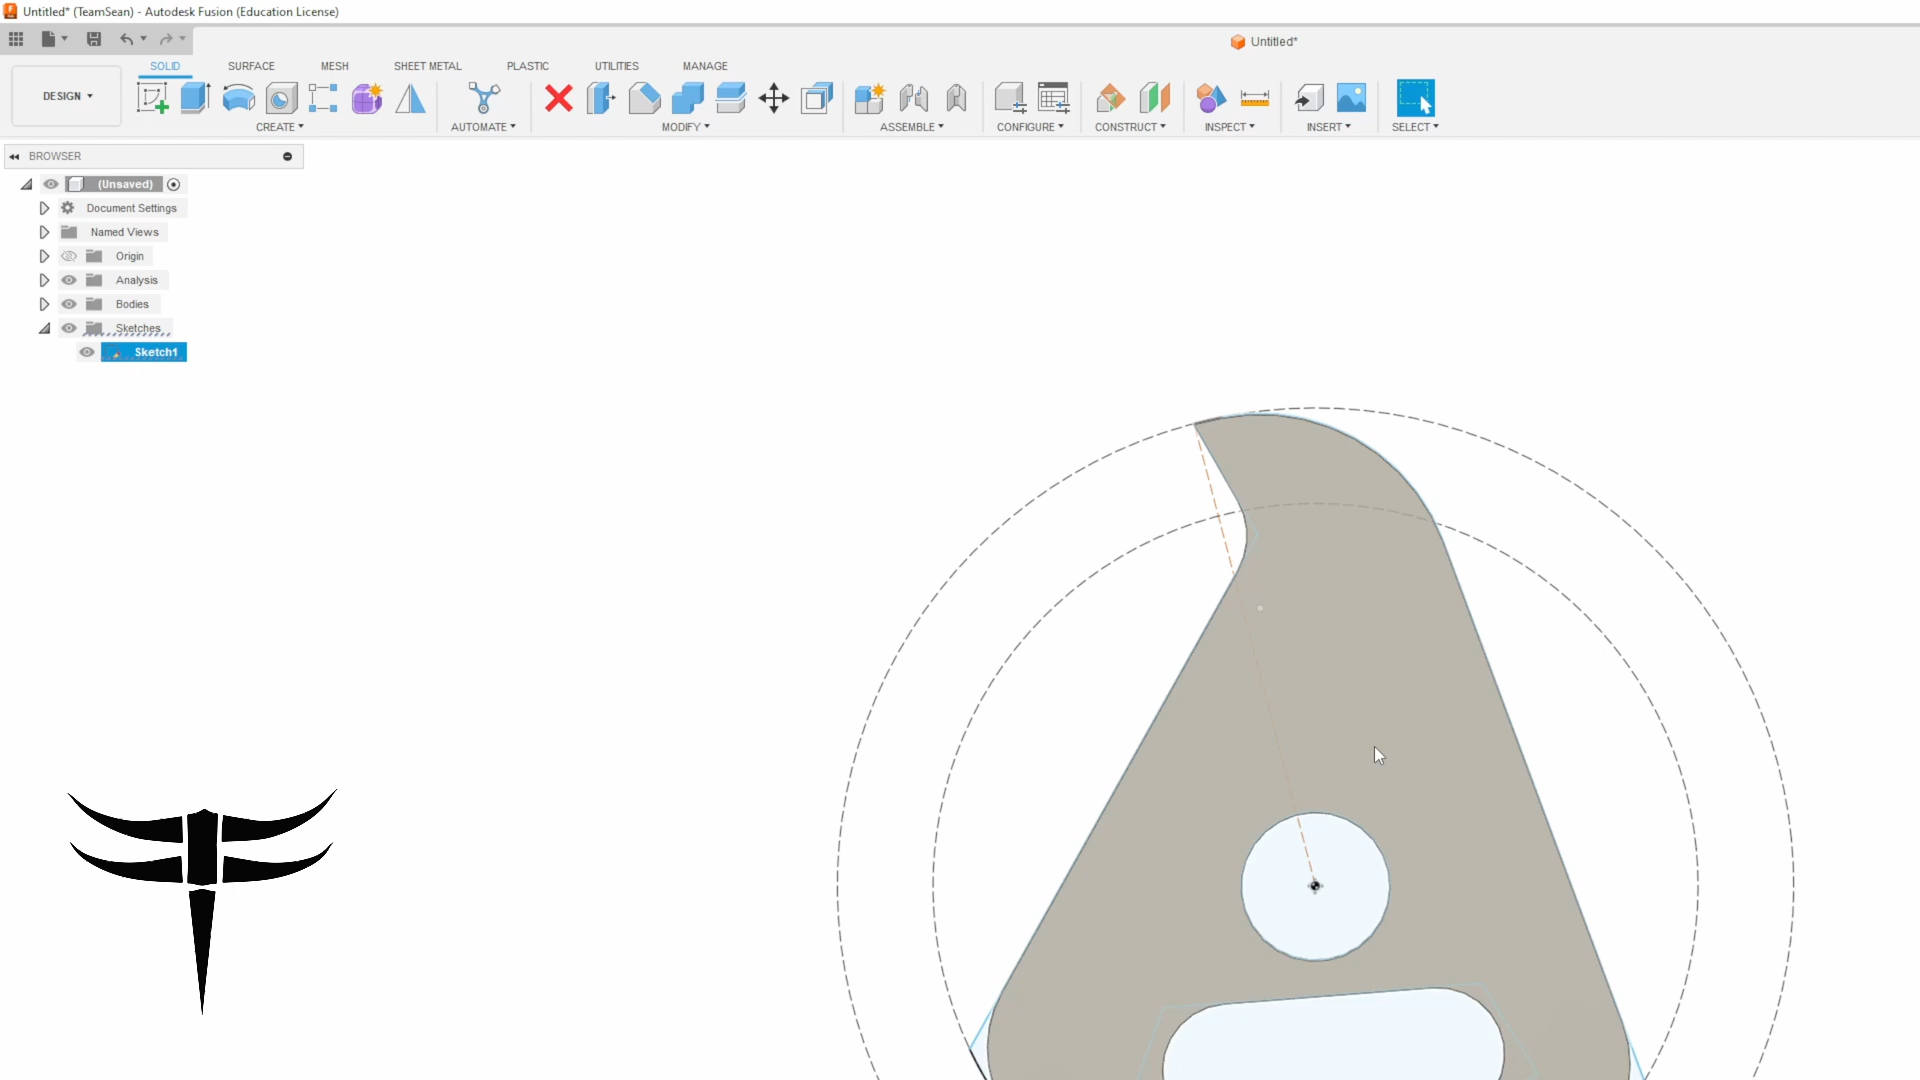 Untitled* (TeamSean) - Autodesk Fusion (Education License)
Untitled*
SOLID SURFACE MESH SHEET METAL PLASTIC UTILITIES MANAGE
DESIGN
CREATE AUTOMATE MODIFY ASSEMBLE CONFIGURE CONSTRUCT INSPECT INSERT SELECT
BROWSER
(Unsaved)
Document Settings
Named Views
Origin
Analysis
Bodies
Sketches
Sketch1